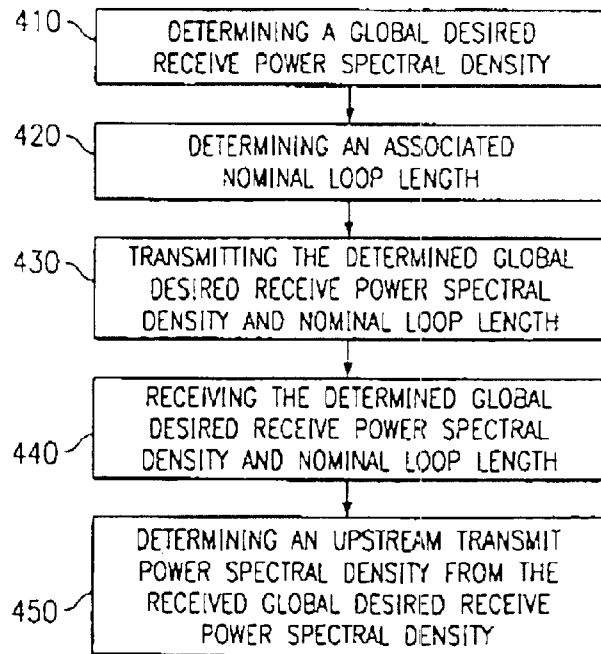 410
DETERMINING A GLOBAL DESIRED
RECEIVE POWER SPECTRAL DENSITY
420
DETERMINING AN ASSOCIATED
NOMINAL LOOP LENGTH
430
TRANSMITTING THE DETERMINED GLOBAL
DESIRED RECEIVE POWER SPECTRAL
DENSITY AND NOMINAL LOOP LENGTH
440
RECEIVING THE DETERMINED GLOBAL
DESIRED RECEIVE POWER SPECTRAL
DENSITY AND NOMINAL LOOP LENGTH
450
DETERMINING AN UPSTREAM TRANSMIT
POWER SPECTRAL DENSITY FROM THE
RECEIVED GLOBAL DESIRED RECEIVE
POWER SPECTRAL DENSITY